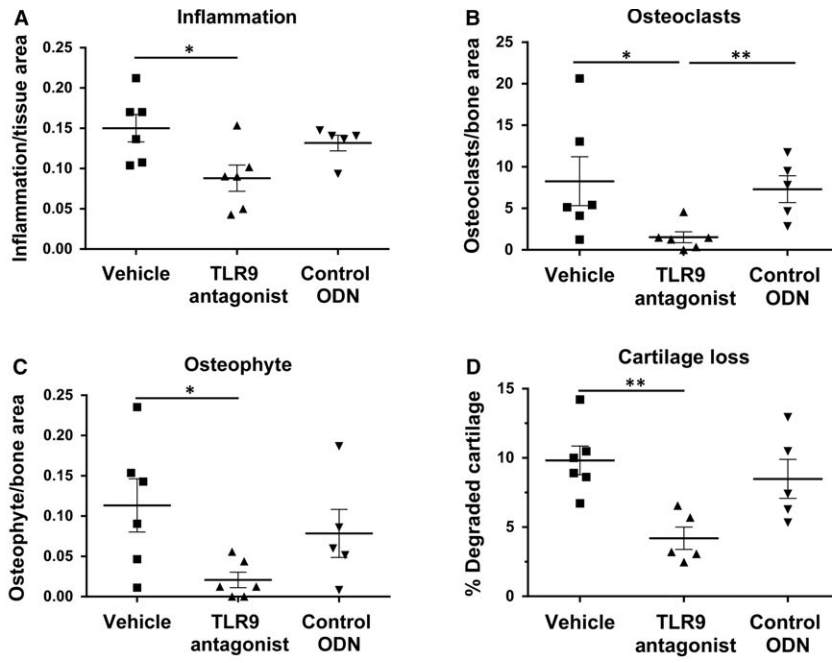 A
Inflammation
Inflammation/tissue area
0.25
0.20
0.15
0.10
0.05
0.00
*
Vehicle
TLR9
antagonist
Control
ODN
B
Osteoclasts
Osteoclasts/bone area
25
20
15
10
5
0
*
**
Vehicle
TLR9
antagonist
Control
ODN
C
Osteophyte
Osteophyte/bone area
0.25
0.20
0.15
0.10
0.05
0.00
*
Vehicle
TLR9
antagonist
Control
ODN
D
Cartilage loss
% Degraded cartilage
15
10
5
0
**
Vehicle
TLR9
antagonist
Control
ODN